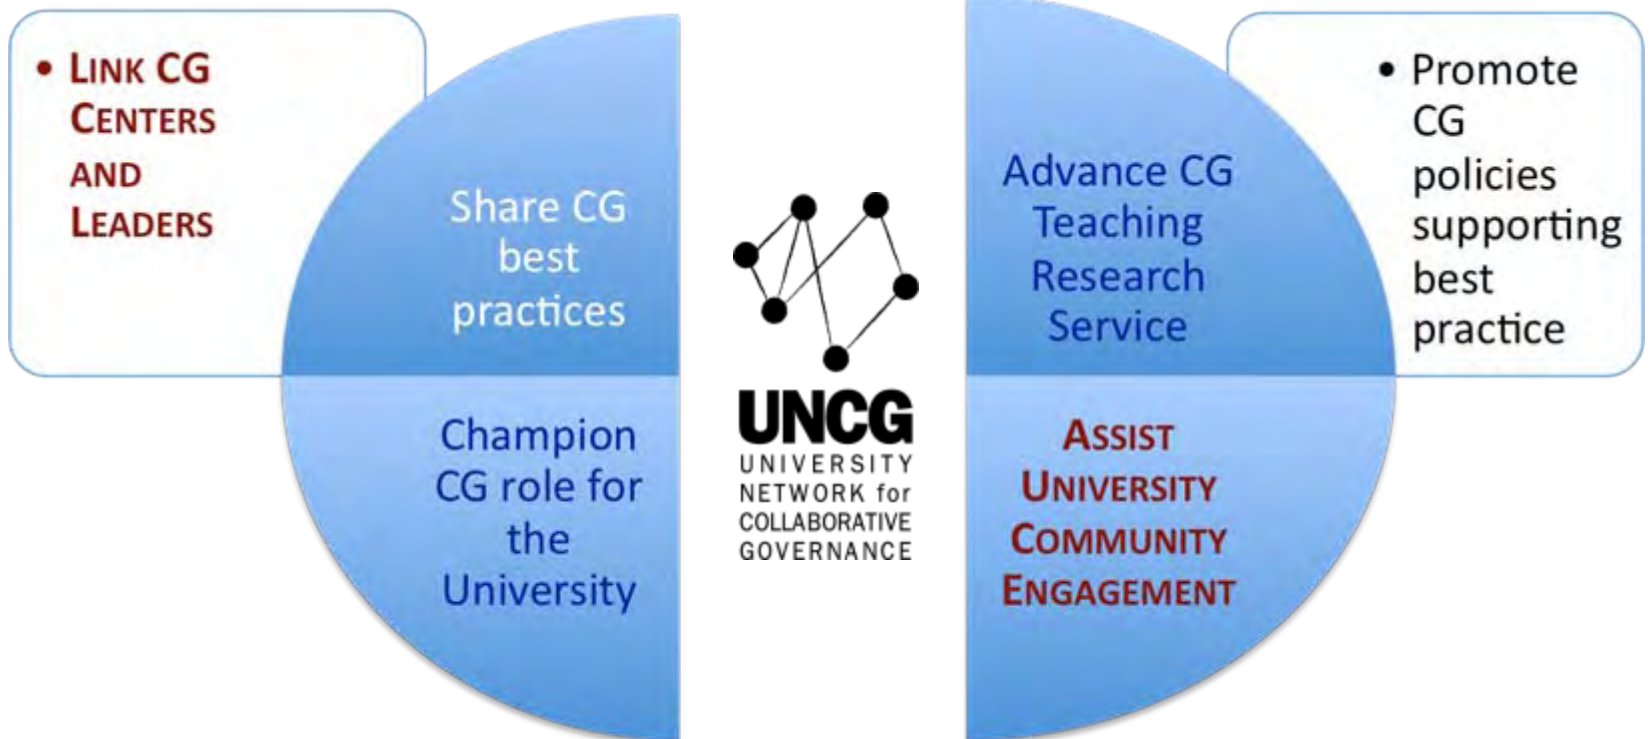 • LINK CG
CENTERS
AND
LEADERS
Share CG
best
practices
Champion
CG role for
the
University
UNCG
UNIVERSITY
NETWORK for
COLLABORATIVE
GOVERNANCE
Advance CG
Teaching
Research
Service
ASSIST
UNIVERSITY
COMMUNITY
ENGAGEMENT
• Promote
CG
policies
supporting
best
practice